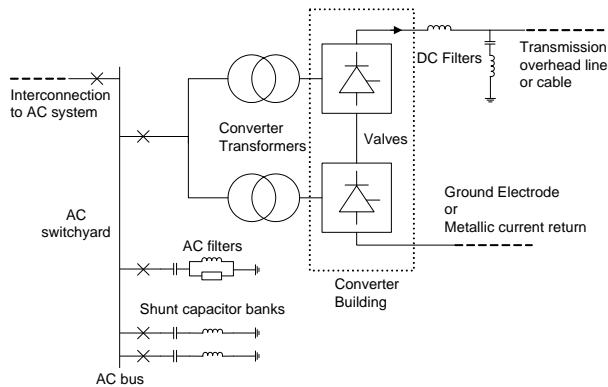 DC Filters
Transmission
overhead line
or cable
Interconnection
to AC system
Converter
Transformers
Valves
Ground Electrode
or
Metallic current return
AC
switchyard
AC filters
Converter
Building
Shunt capacitor banks
AC bus